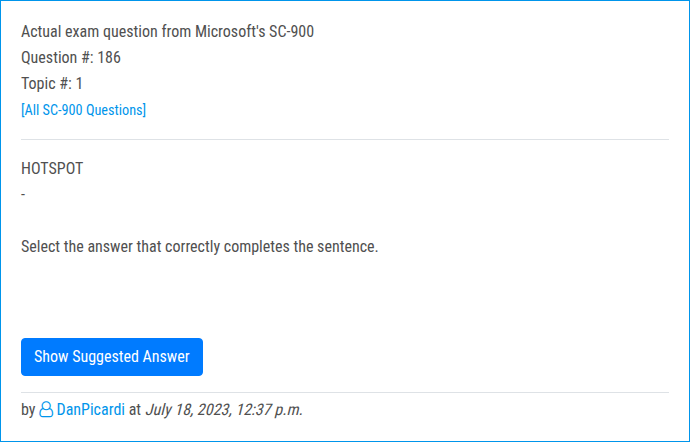 Actual exam question from Microsoft's SC-900
Question #: 186
Topic #: 1
[All SC-900 Questions]
HOTSPOT
-
Select the answer that correctly completes the sentence.
Show Suggested Answer
by DanPicardi at July 18, 2023, 12:37 p.m.